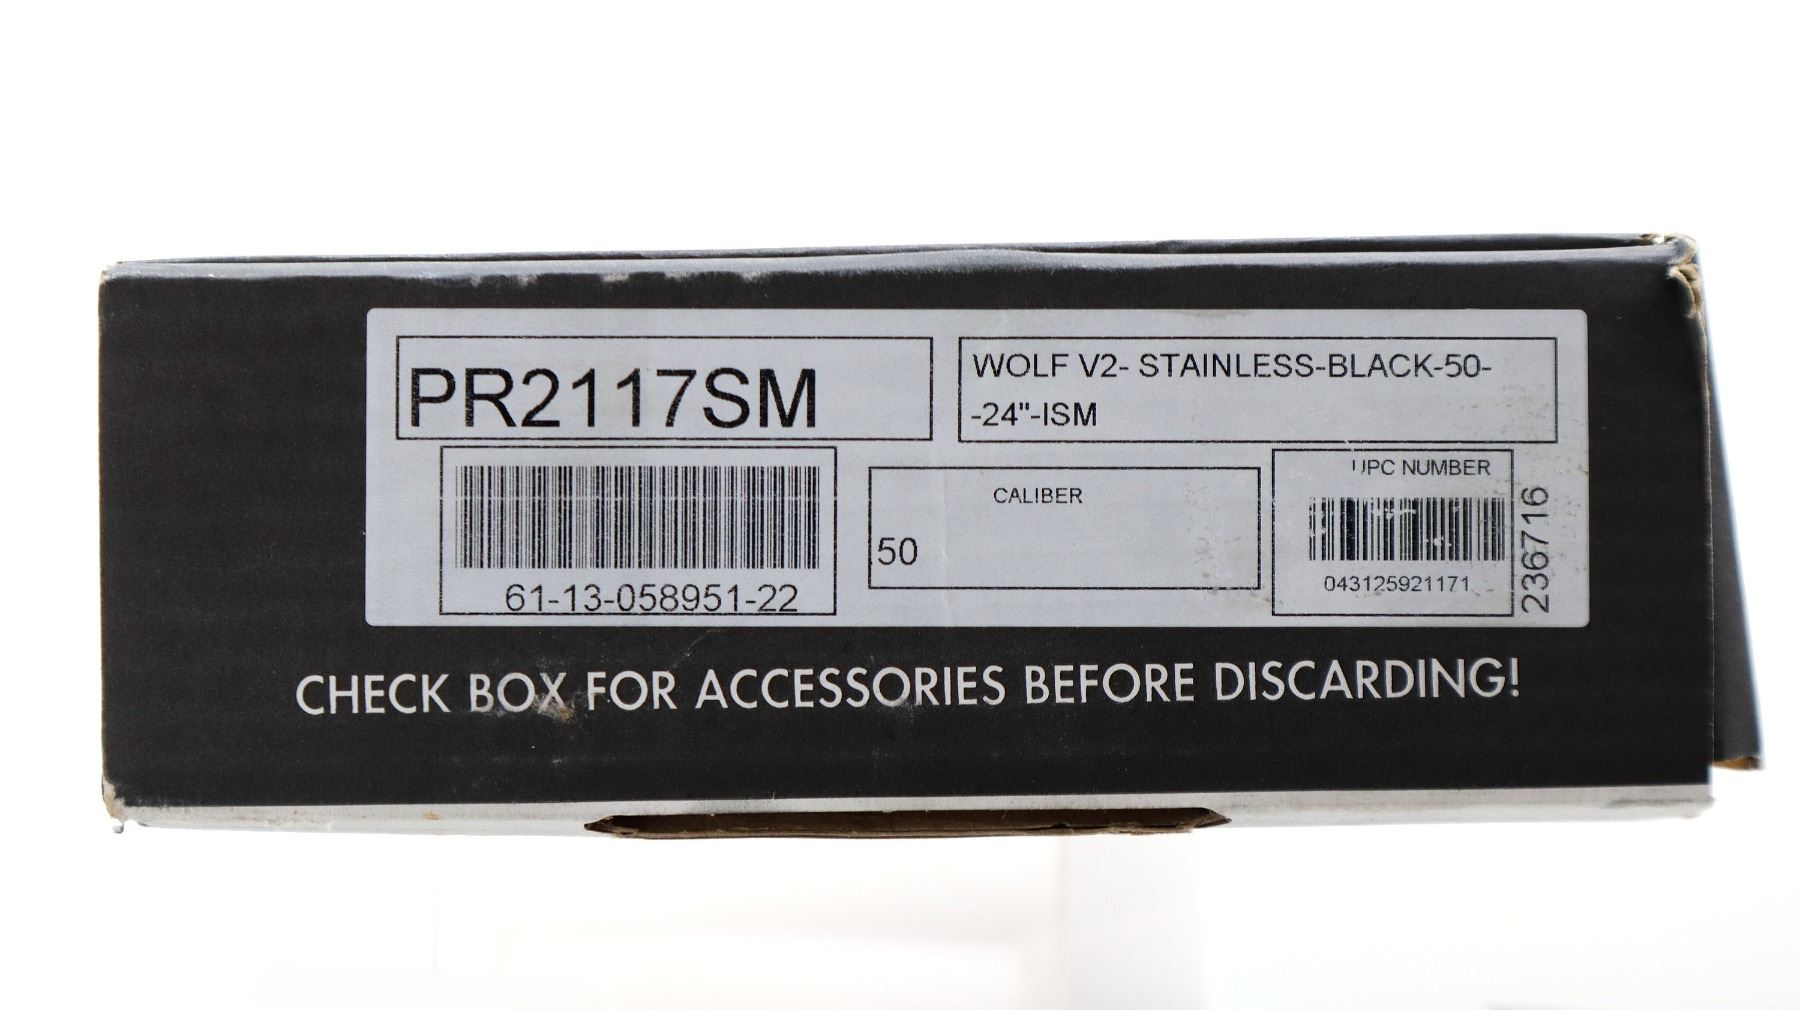 PR2117SM
WOLF V2- STAINLESS-BLACK-50-
-24"-ISM
61-13-058951-22
CALIBER
50
UPC NUMBER
043125921171
236716
CHECK BOX FOR ACCESSORIES BEFORE DISCARDING!